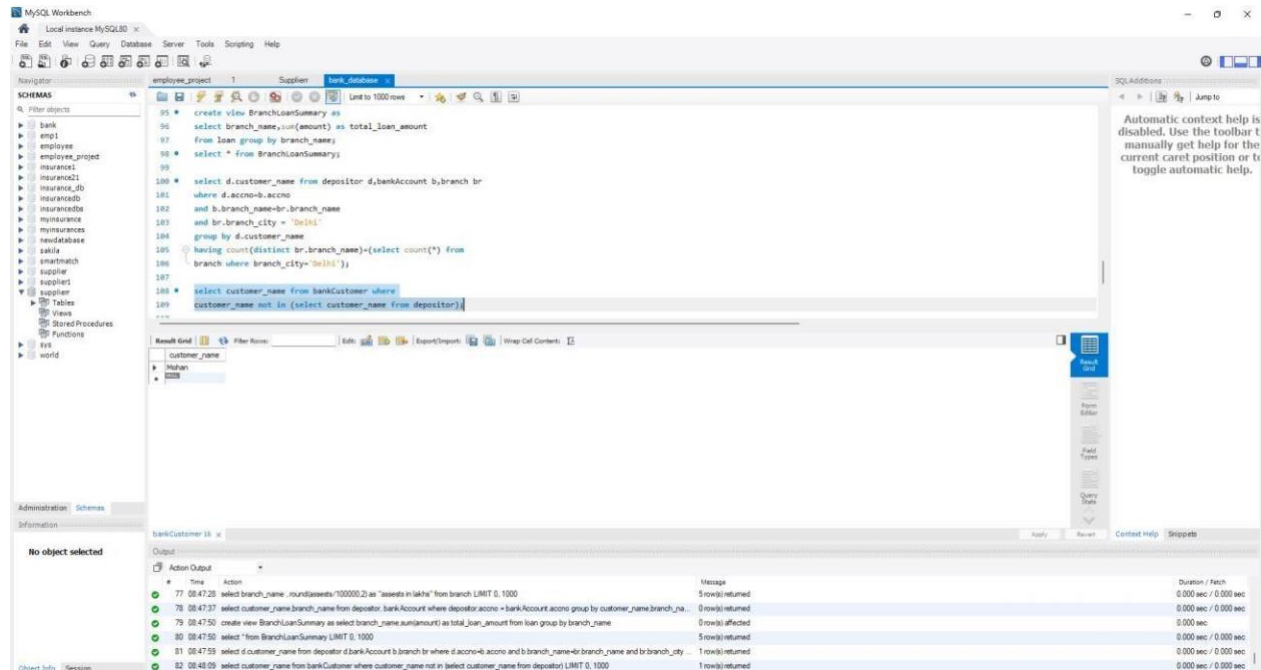 MySQL Workbench
Local instance MySQL80 ×
File Edit View Query Database Server Tools Scripting Help
Navigator
SCHEMAS
Filter objects
bank
emp1
employee
employee_project
insurance1
insurance21
insurance_db
insurancedb
insurancedbs
myinsurance
myinsurances
newdatabase
sakila
smartmatch
supplier
supplier1
supplierr
Tables
Views
Stored Procedures
Functions
sys
world
Administration Schemas
Information
No object selected
Object Info Session
employee_project 1 Supplierr bank_database ×
Limit to 1000 rows
95 create view BranchLoanSummary as
96 select branch_name,sum(amount) as total_loan_amount
97 from loan group by branch_name;
98 select * from BranchLoanSummary;
99
100 select d.customer_name from depositor d,bankAccount b,branch br
101 where d.accno=b.accno
102 and b.branch_name=br.branch_name
103 and br.branch_city = 'Delhi'
104 group by d.customer_name
105 having count(distinct br.branch_name)=(select count(*) from
106 branch where branch_city='Delhi');
107
108 select customer_name from bankCustomer where
109 customer_name not in (select customer_name from depositor);
Result Grid Filter Rows: Edit: Export/Import: Wrap Cell Content:
customer_name
Mohan
NULL
Result Grid
Form Editor
Field Types
Query Stats
bankCustomer 16 ×
Apply Revert
Output
Action Output
# Time Action Message Duration / Fetch
77 08:47:28 select branch_name ,round(assests/100000,2) as "assests in lakhs" from branch LIMIT 0, 1000 5 row(s) returned 0.000 sec / 0.000 sec
78 08:47:37 select customer_name,branch_name from depositor, bankAccount where depositor.accno = bankAccount.accno group by customer_name,branch_na... 0 row(s) returned 0.000 sec / 0.000 sec
79 08:47:50 create view BranchLoanSummary as select branch_name,sum(amount) as total_loan_amount from loan group by branch_name 0 row(s) affected 0.000 sec
80 08:47:50 select * from BranchLoanSummary LIMIT 0, 1000 5 row(s) returned 0.000 sec / 0.000 sec
81 08:47:59 select d.customer_name from depositor d,bankAccount b,branch br where d.accno=b.accno and b.branch_name=br.branch_name and br.branch_city ... 1 row(s) returned 0.000 sec / 0.000 sec
82 08:48:09 select customer_name from bankCustomer where customer_name not in (select customer_name from depositor) LIMIT 0, 1000 1 row(s) returned 0.000 sec / 0.000 sec
SQLAdditions
Jump to
Automatic context help is
disabled. Use the toolbar t
manually get help for the
current caret position or to
toggle automatic help.
Context Help Snippets